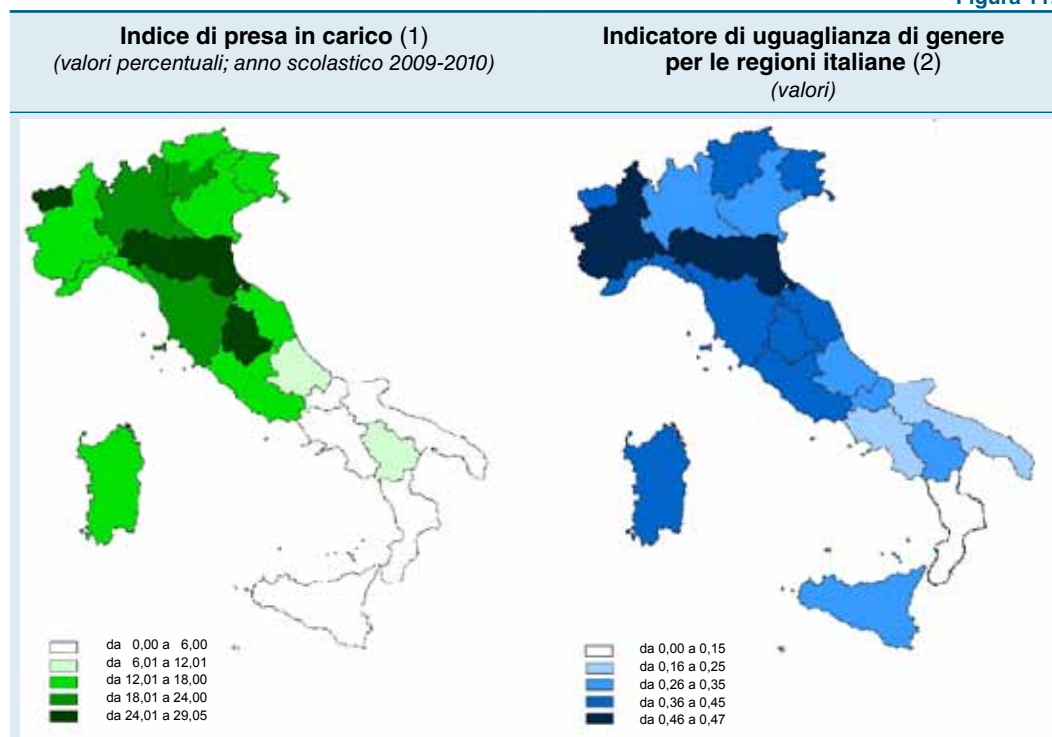 Figura 11.
Indice di presa in carico (1)
(valori percentuali; anno scolastico 2009-2010)
Indicatore di uguaglianza di genere
per le regioni italiane (2)
(valori)
da 0,00 a 6,00
da 6,01 a 12,01
da 12,01 a 18,00
da 18,01 a 24,00
da 24,01 a 29,05
da 0,00 a 0,15
da 0,16 a 0,25
da 0,26 a 0,35
da 0,36 a 0,45
da 0,46 a 0,47